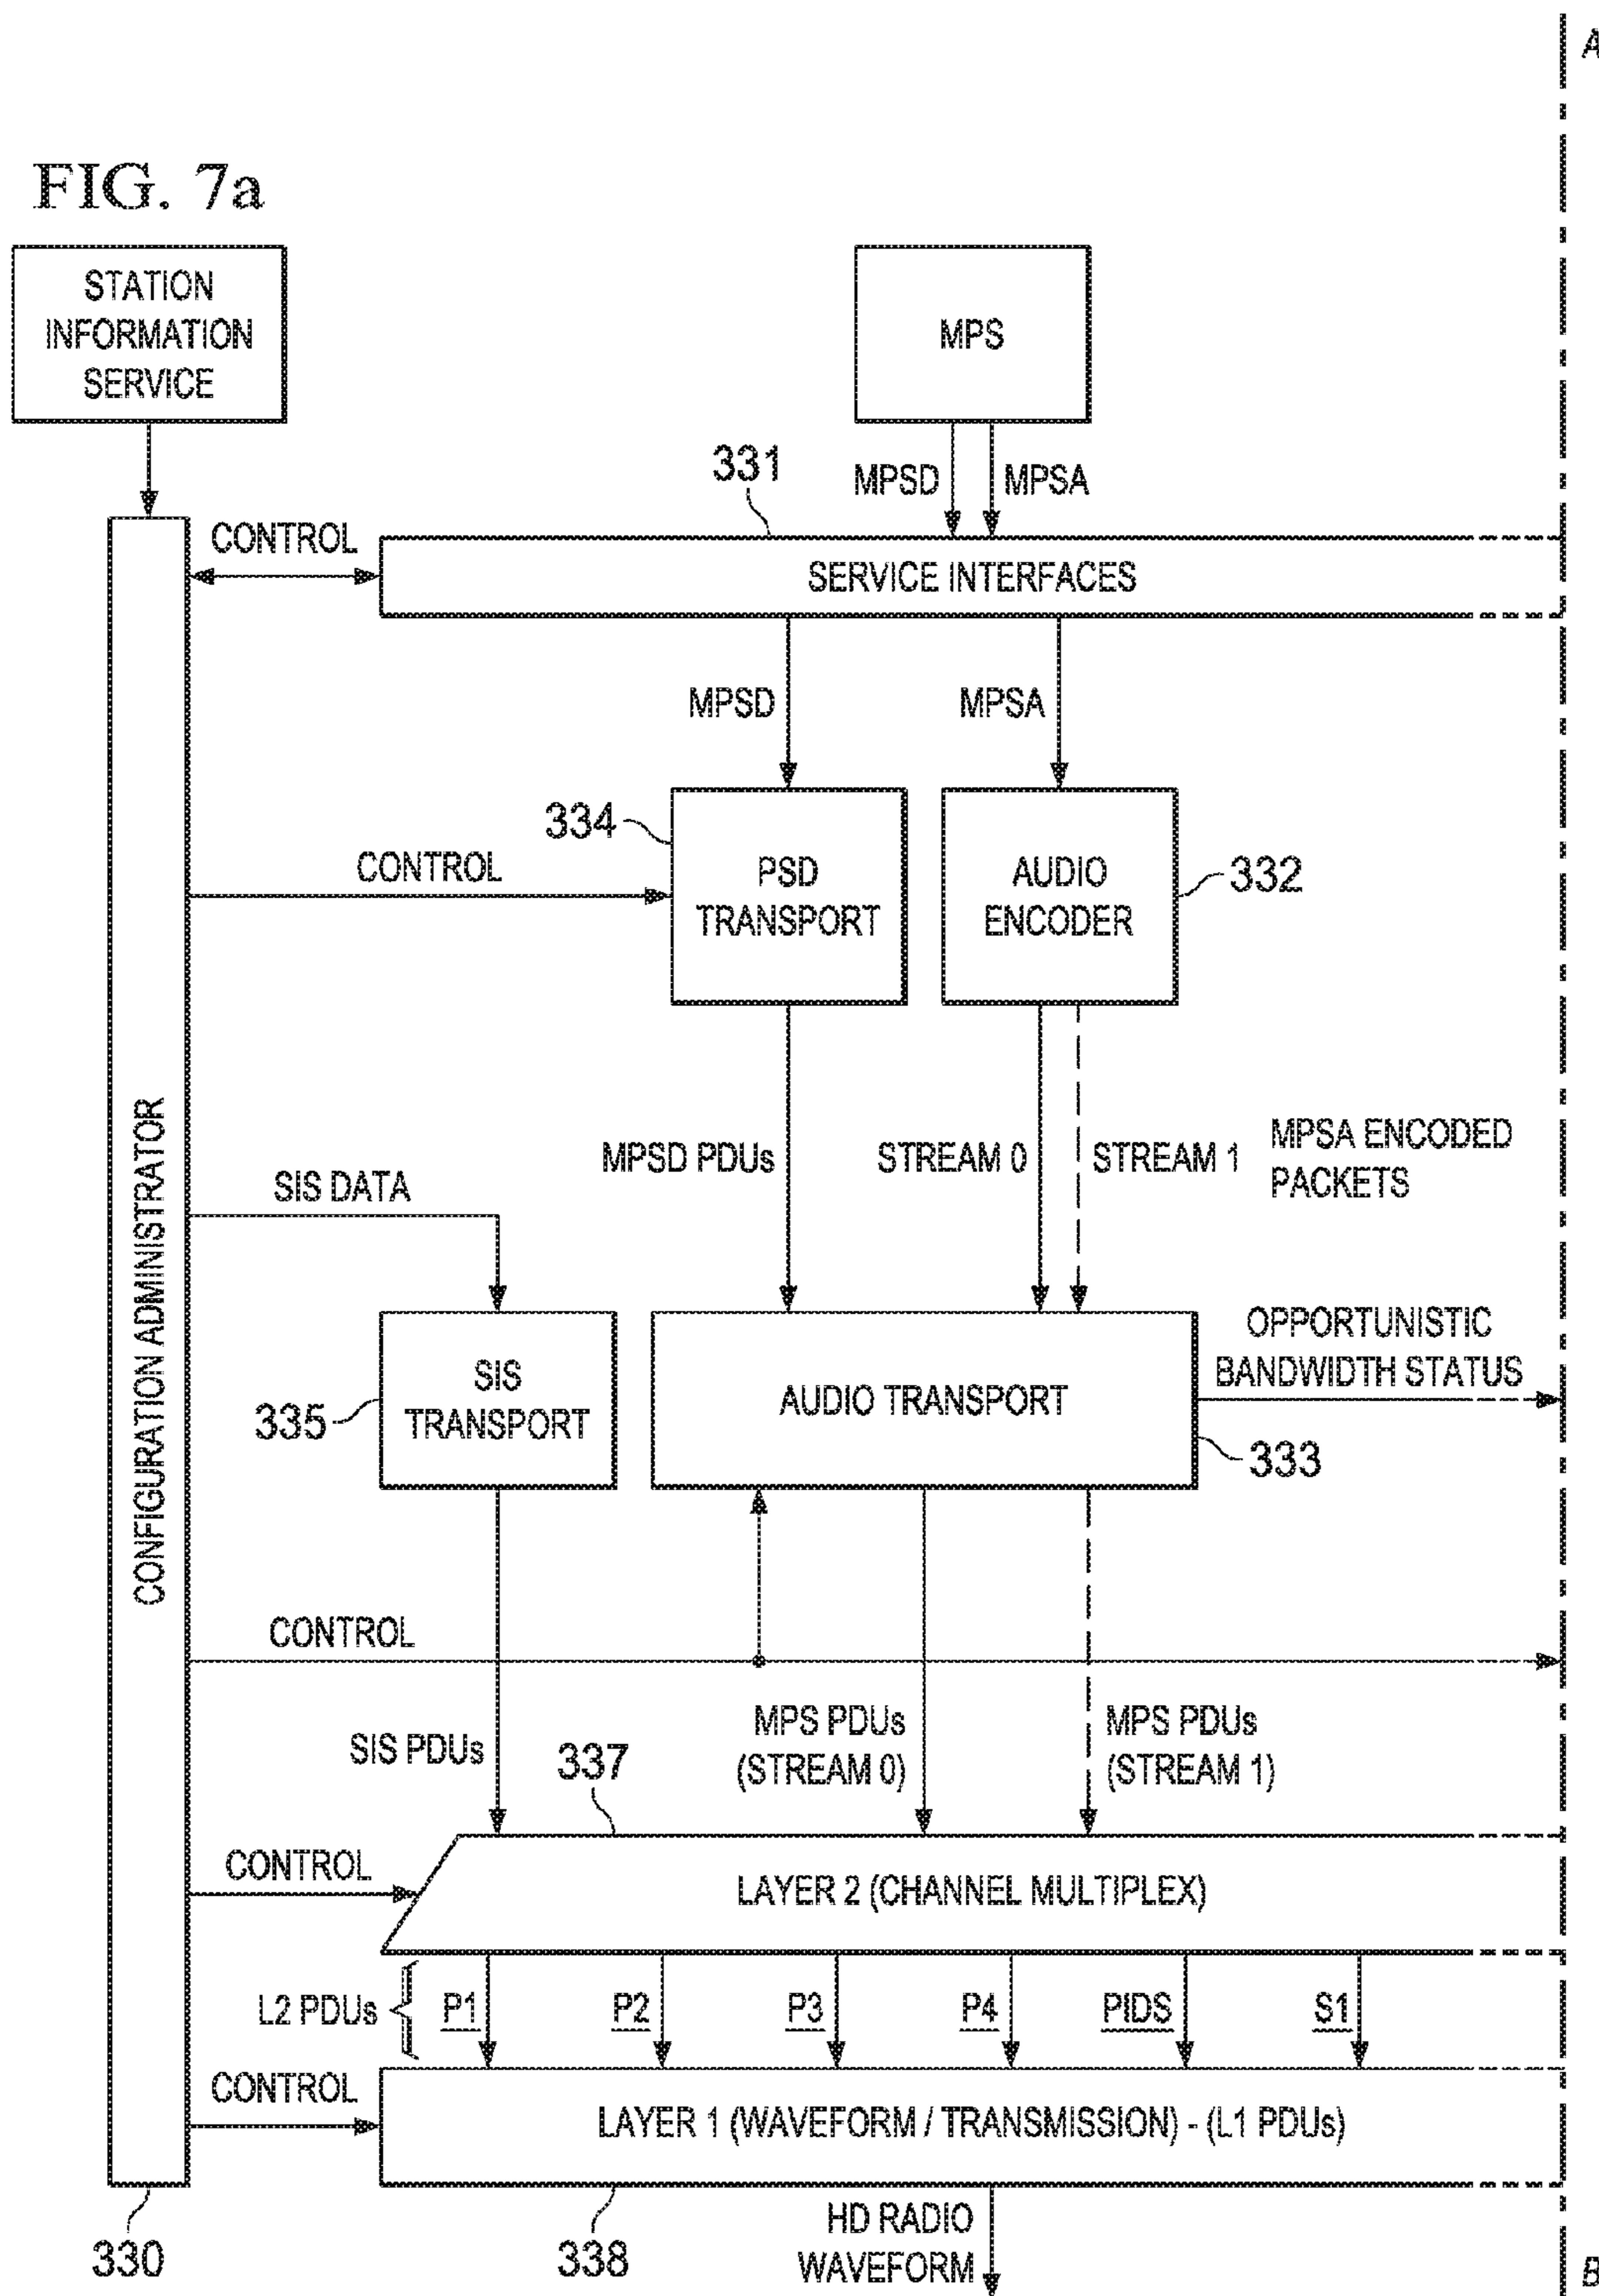 A
FIG. 7a
STATION
INFORMATION
SERVICE
MPS
331
MPSD
MPSA
CONTROL
SERVICE INTERFACES
MPSD
MPSA
334
CONTROL
PSD
TRANSPORT
AUDIO
ENCODER
332
CONFIGURATION ADMINISTRATOR
MPSD PDUs
STREAM 0
STREAM 1
MPSA ENCODED
PACKETS
SIS DATA
335
SIS
TRANSPORT
AUDIO TRANSPORT
OPPORTUNISTIC
BANDWIDTH STATUS
333
CONTROL
SIS PDUs
337
MPS PDUs
(STREAM 0)
MPS PDUs
(STREAM 1)
CONTROL
LAYER 2 (CHANNEL MULTIPLEX)
L2 PDUs
P1
P2
P3
P4
PIDS
S1
CONTROL
LAYER 1 (WAVEFORM / TRANSMISSION) - (L1 PDUs)
330
338
HD RADIO
WAVEFORM
B